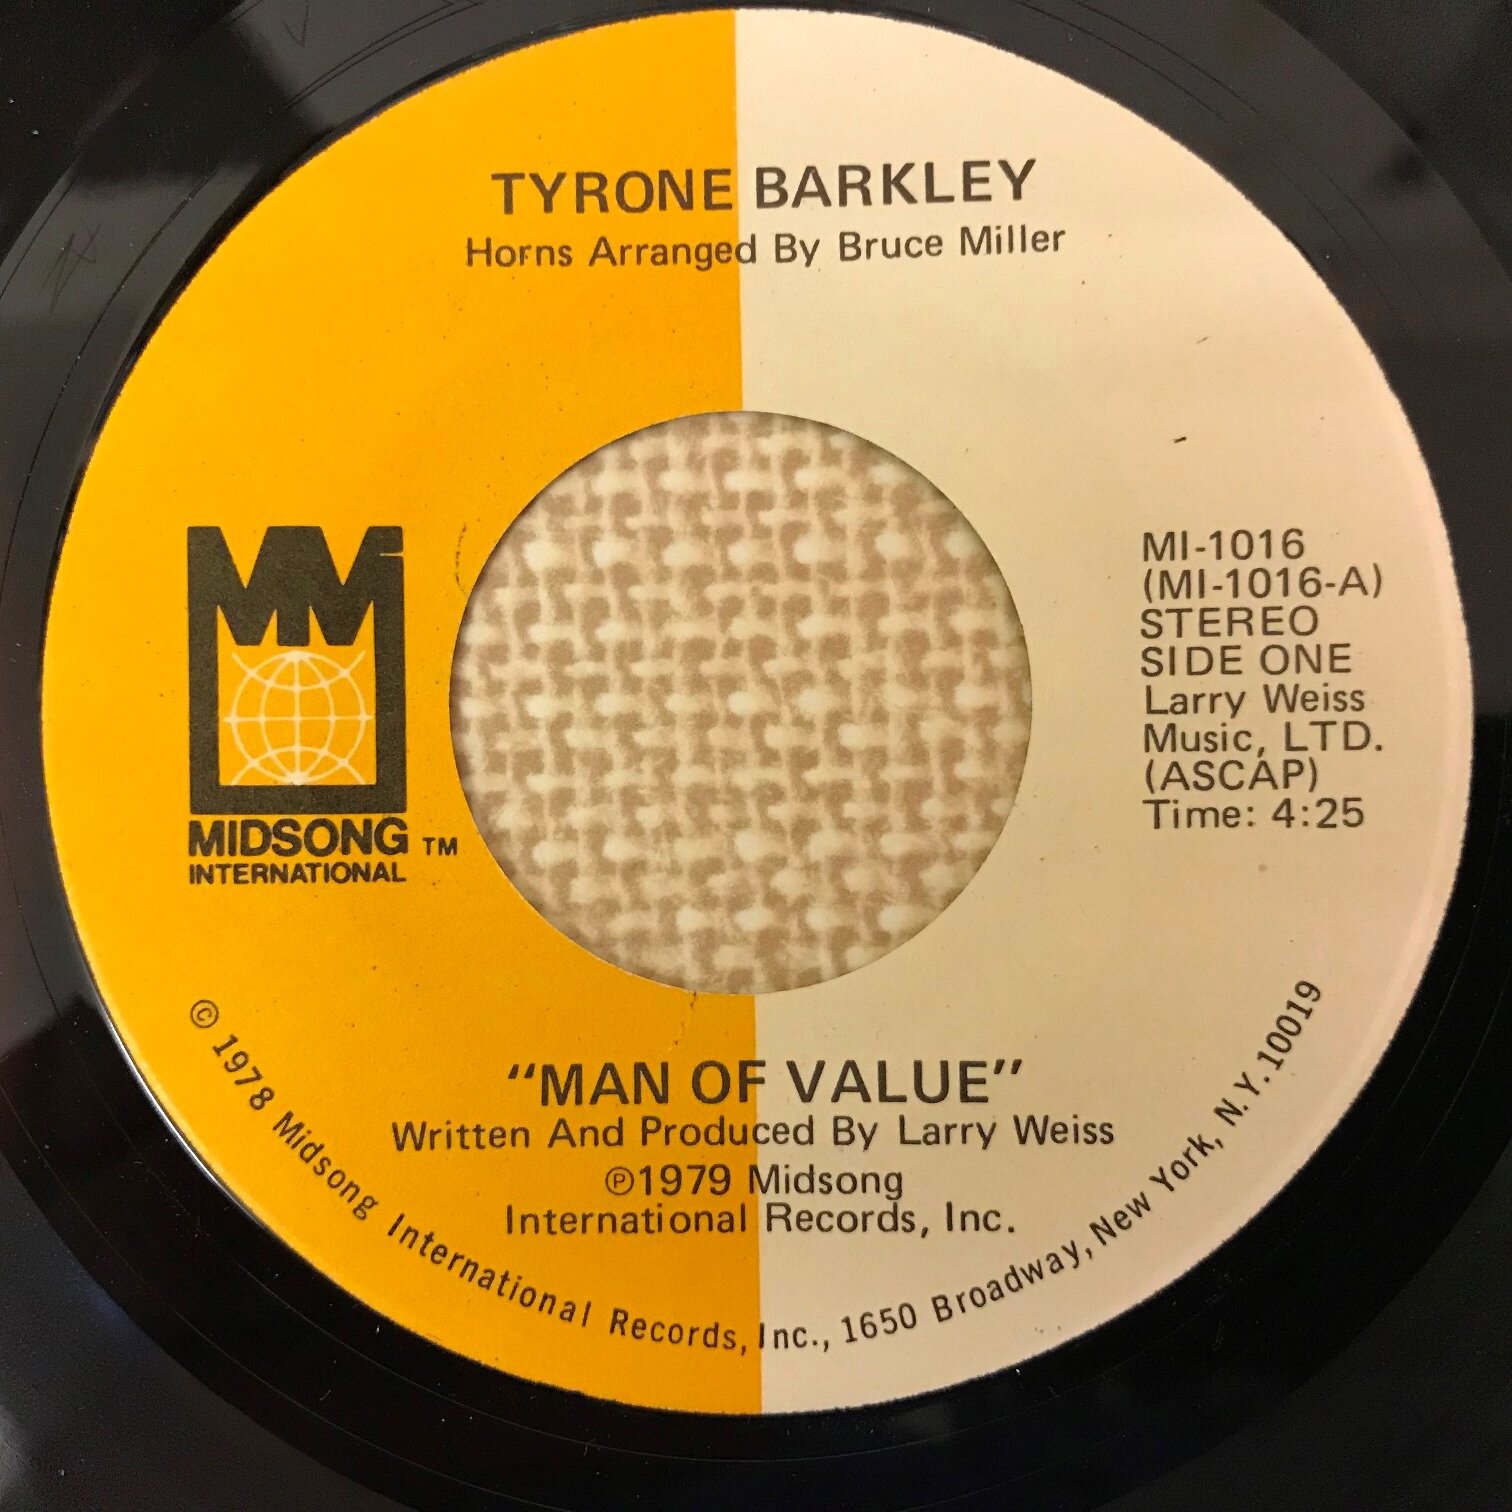 TYRONE BARKLEY
Horns Arranged By Bruce Miller
MIDSONG TM
INTERNATIONAL
MI-1016
(MI-1016-A)
STEREO
SIDE ONE
Larry Weiss
Music, LTD.
(ASCAP)
Time: 4:25
"MAN OF VALUE"
Written And Produced By Larry Weiss
℗1979 Midsong
International Records, Inc.
© 1978 Midsong International Records, Inc., 1650 Broadway, New York, N.Y. 10019